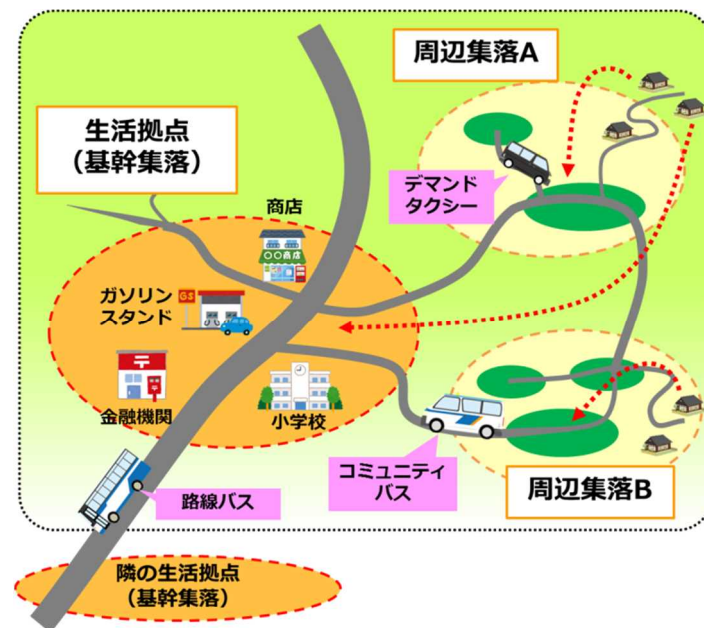 周辺集落A
生活拠点
（基幹集落）
デマンド
タクシー
商店
〇〇商店
ガソリン
スタンド
GS
〒
金融機関
小学校
コミュニティ
バス
路線バス
周辺集落B
隣の生活拠点
（基幹集落）